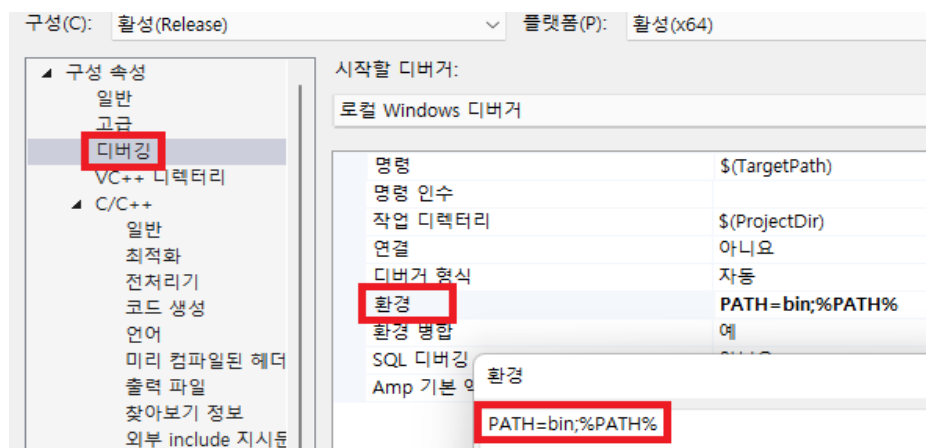 구성(C): 활성(Release) 플랫폼(P): 활성(x64)
구성 속성
일반
고급
디버깅
VC++ 디렉터리
C/C++
일반
최적화
전처리기
코드 생성
언어
미리 컴파일된 헤더
출력 파일
찾아보기 정보
외부 include 지시문
시작할 디버거:
로컬 Windows 디버거
명령 $(TargetPath)
명령 인수
작업 디렉터리 $(ProjectDir)
연결 아니요
디버거 형식 자동
환경 PATH=bin;%PATH%
환경 병합 예
SQL 디버깅
Amp 기본
환경
PATH=bin;%PATH%